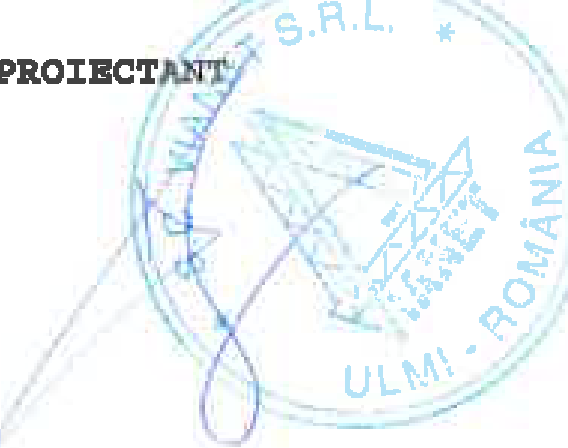 PROIECTANT
S.R.L. *
ULMI - ROMÂNIA